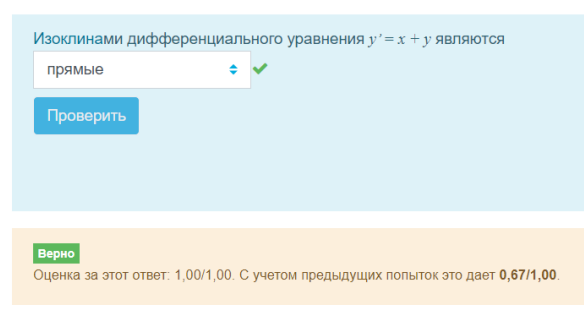 Изоклинами дифференциального уравнения y′ = x + y являются
прямые
Проверить
Верно
Оценка за этот ответ: 1,00/1,00. С учетом предыдущих попыток это дает 0,67/1,00.